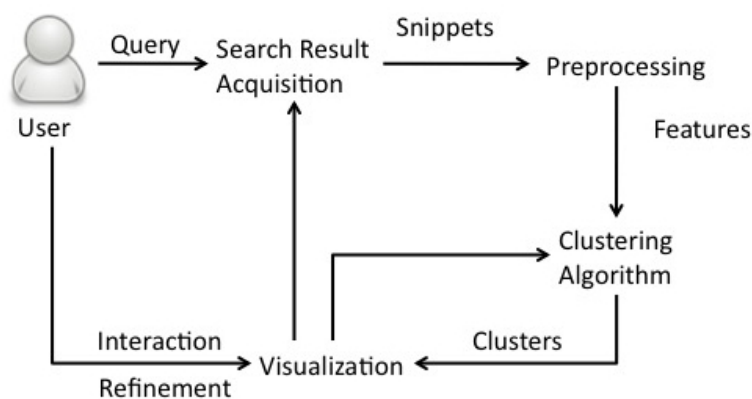 Query
Search Result
Acquisition
Snippets
Preprocessing
User
Features
Clustering
Algorithm
Interaction
Refinement
Visualization
Clusters